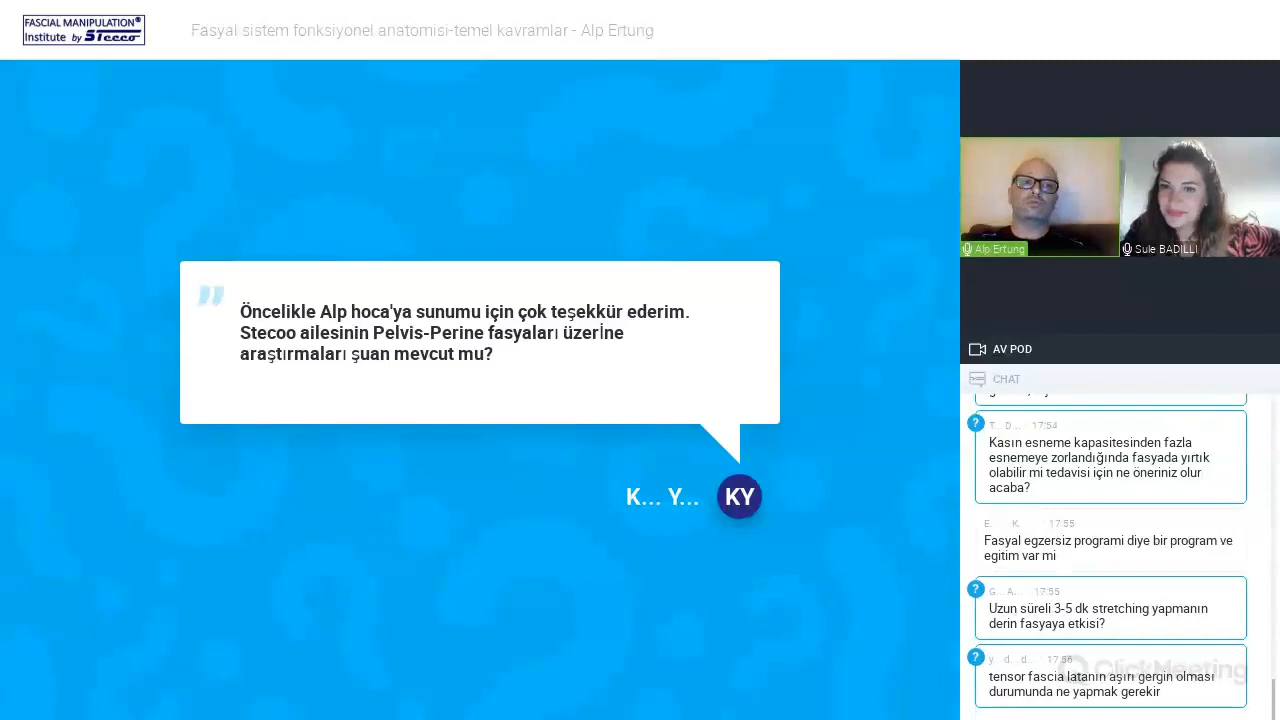 FASCIAL MANIPULATION®
Institute by Stecco
Fasyal sistem fonksiyonel anatomisi-temel kavramlar - Alp Ertung
Öncelikle Alp hoca'ya sunumu için çok teşekkür ederim.
Stecoo ailesinin Pelvis-Perine fasyaları üzerİne
araştırmaları şuan mevcut mu?
K... Y...
KY
Alp Ertung
Sule BADILLI
AV POD
CHAT
? T... D... 17:54
Kasın esneme kapasitesinden fazla
esnemeye zorlandığında fasyada yırtık
olabilir mi tedavisi için ne öneriniz olur
acaba?
E. K. 17:55
Fasyal egzersiz programi diye bir program ve
egitim var mi
? G... A... 17:55
Uzun süreli 3-5 dk stretching yapmanın
derin fasyaya etkisi?
? y.. d.. d.. 17:56
ClickMeeting
tensor fascia latanın aşırı gergin olması
durumunda ne yapmak gerekir